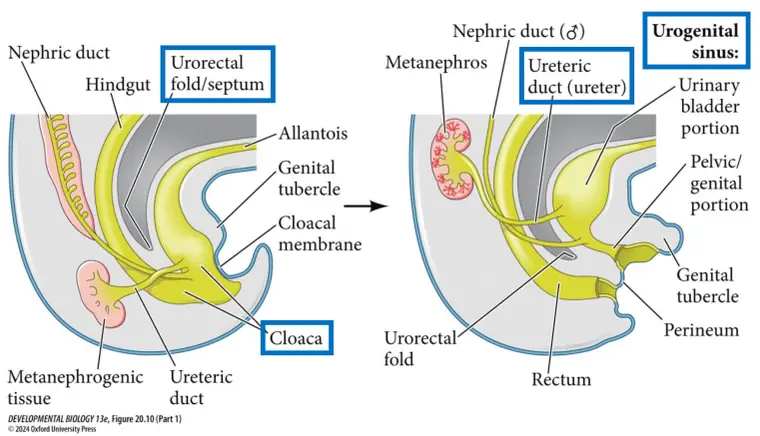 Nephric duct
Hindgut
Urorectal
fold/septum
Allantois
Genital
tubercle
Cloacal
membrane
Cloaca
Metanephrogenic
tissue
Ureteric
duct
Nephric duct (♂)
Metanephros
Ureteric
duct (ureter)
Urogenital
sinus:
Urinary
bladder
portion
Pelvic/
genital
portion
Genital
tubercle
Perineum
Urorectal
fold
Rectum
DEVELOPMENTAL BIOLOGY 13e, Figure 20.10 (Part 1)
© 2024 Oxford University Press